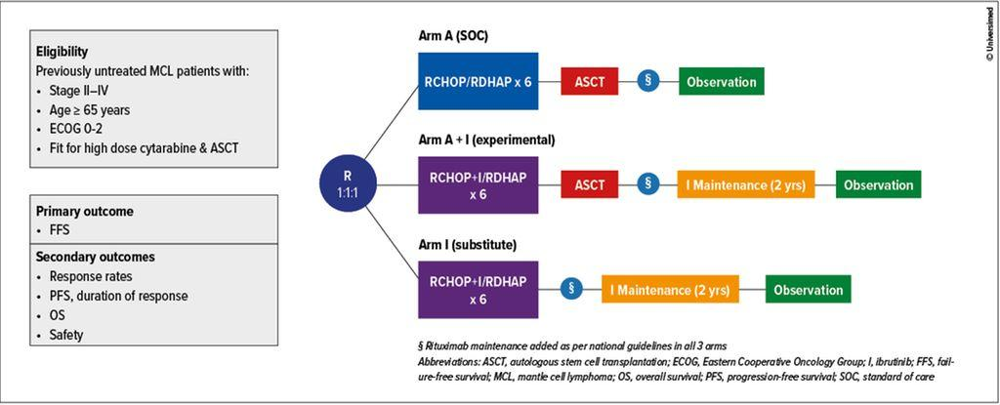 © Universimed
Eligibility
Previously untreated MCL patients with:
• Stage II–IV
• Age ≥ 65 years
• ECOG 0-2
• Fit for high dose cytarabine & ASCT
Primary outcome
• FFS
Secondary outcomes
• Response rates
• PFS, duration of response
• OS
• Safety
R
1:1:1
Arm A (SOC)
RCHOP/RDHAP x 6
ASCT
§
Observation
Arm A + I (experimental)
RCHOP+I/RDHAP
x 6
ASCT
§
I Maintenance (2 yrs)
Observation
Arm I (substitute)
RCHOP+I/RDHAP
x 6
§
I Maintenance (2 yrs)
Observation
§ Rituximab maintenance added as per national guidelines in all 3 arms
Abbreviations: ASCT, autologous stem cell transplantation; ECOG, Eastern Cooperative Oncology Group; I, ibrutinib; FFS, fail-
ure-free survival; MCL, mantle cell lymphoma; OS, overall survival; PFS, progression-free survival; SOC, standard of care